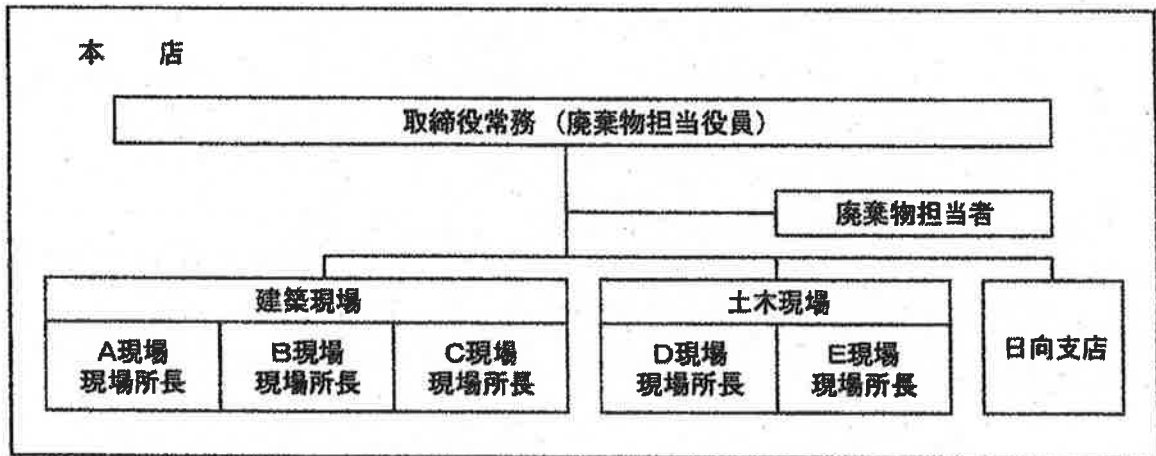 本　店
取締役常務（廃棄物担当役員）
廃棄物担当者
建築現場
土木現場
日向支店
A現場
現場所長
B現場
現場所長
C現場
現場所長
D現場
現場所長
E現場
現場所長